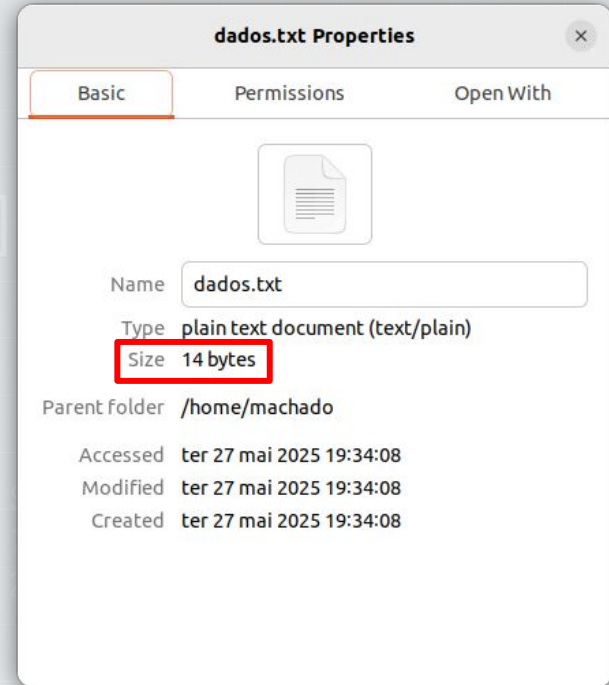 dados.txt Properties
Basic Permissions Open With
Name dados.txt
Type plain text document (text/plain)
Size 14 bytes
Parent folder /home/machado
Accessed ter 27 mai 2025 19:34:08
Modified ter 27 mai 2025 19:34:08
Created ter 27 mai 2025 19:34:08